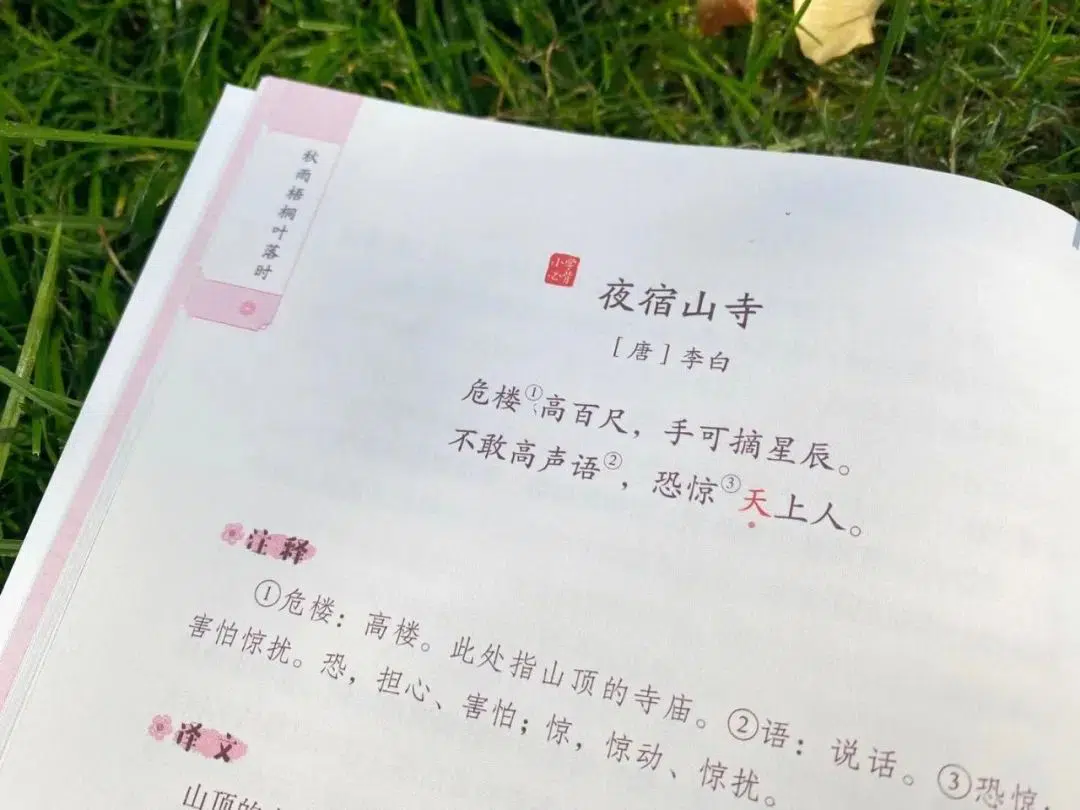 秋雨梧桐叶落时
小学
必背
夜宿山寺
［唐］李白
危楼①高百尺，手可摘星辰。
不敢高声语②，恐惊③天上人。
注释
①危楼：高楼。此处指山顶的寺庙。②语：说话。③恐惊
害怕惊扰。恐，担心、害怕；惊，惊动、惊扰。
译文
山顶的